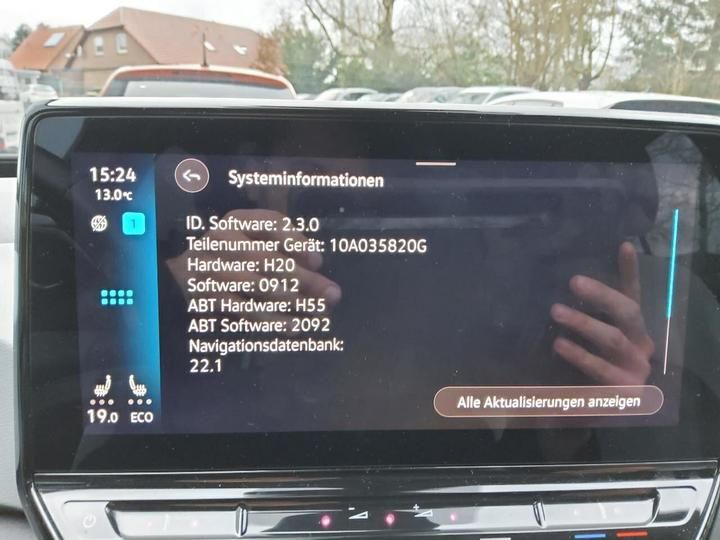 15:24
13.0°C
1
Systeminformationen
ID. Software: 2.3.0
Teilenummer Gerät: 10A035820G
Hardware: H20
Software: 0912
ABT Hardware: H55
ABT Software: 2092
Navigationsdatenbank:
22.1
19.0 ECO
Alle Aktualisierungen anzeigen